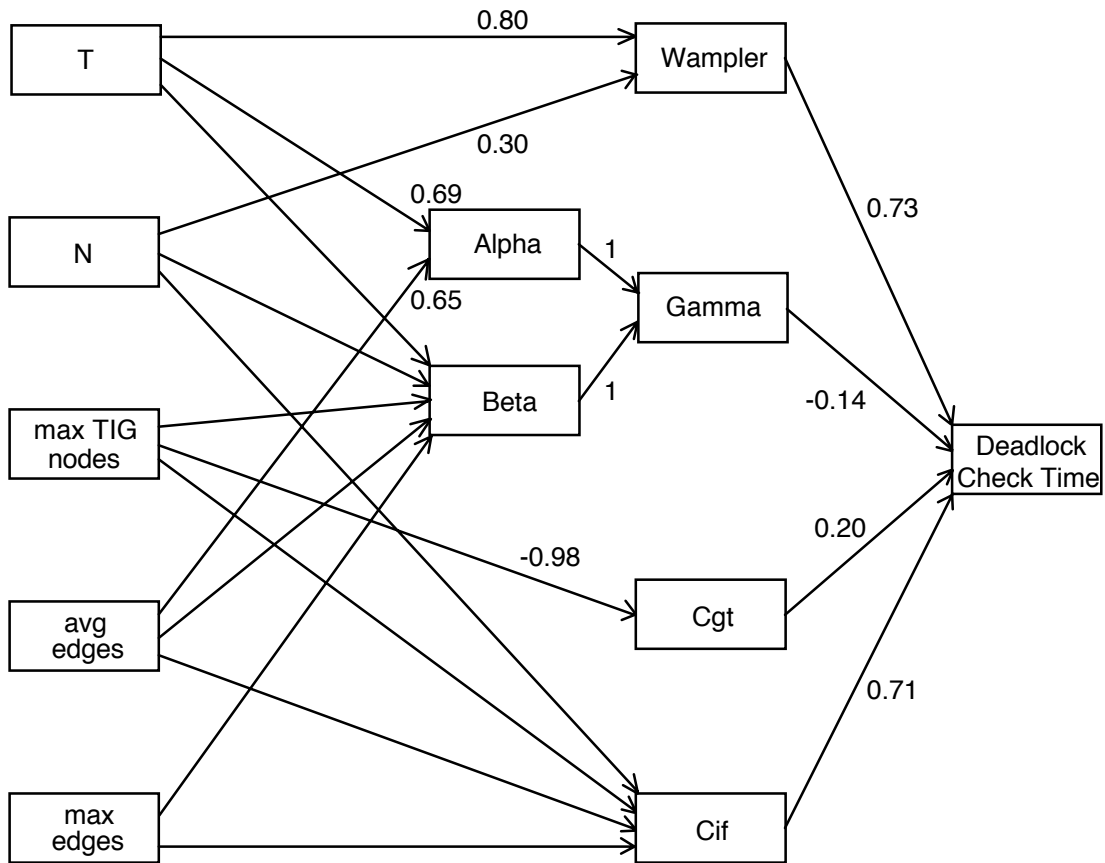 0.80
T
Wampler
0.30
0.69
0.73
N
Alpha
1
0.65
Gamma
Beta
1
-0.14
max TIG
nodes
Deadlock
Check Time
0.20
-0.98
avg
edges
Cgt
0.71
max
edges
Cif